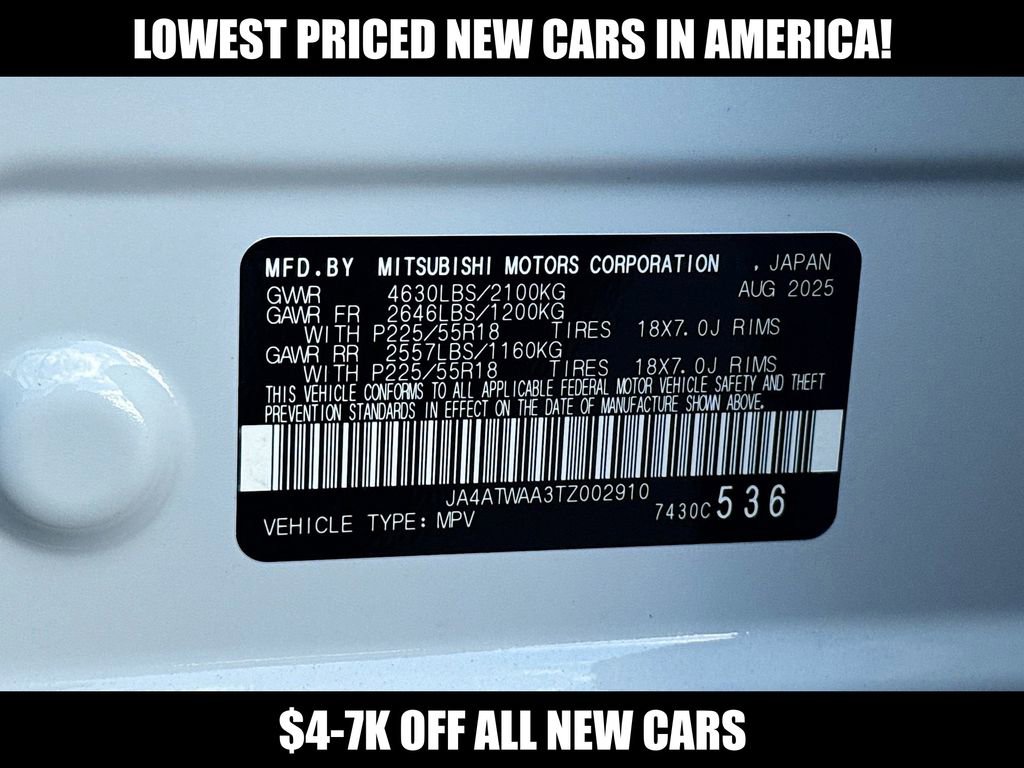 LOWEST PRICED NEW CARS IN AMERICA!
MFD.BY MITSUBISHI MOTORS CORPORATION , JAPAN
GVWR 4630LBS/2100KG AUG 2025
GAWR FR 2646LBS/1200KG
WITH P225/55R18 TIRES 18X7.0J RIMS
GAWR RR 2557LBS/1160KG
WITH P225/55R18 TIRES 18X7.0J RIMS
THIS VEHICLE CONFORMS TO ALL APPLICABLE FEDERAL MOTOR VEHICLE SAFETY AND THEFT
PREVENTION STANDARDS IN EFFECT ON THE DATE OF MANUFACTURE SHOWN ABOVE.
JA4ATWAA3TZ002910
VEHICLE TYPE: MPV 7430C 536
$4-7K OFF ALL NEW CARS